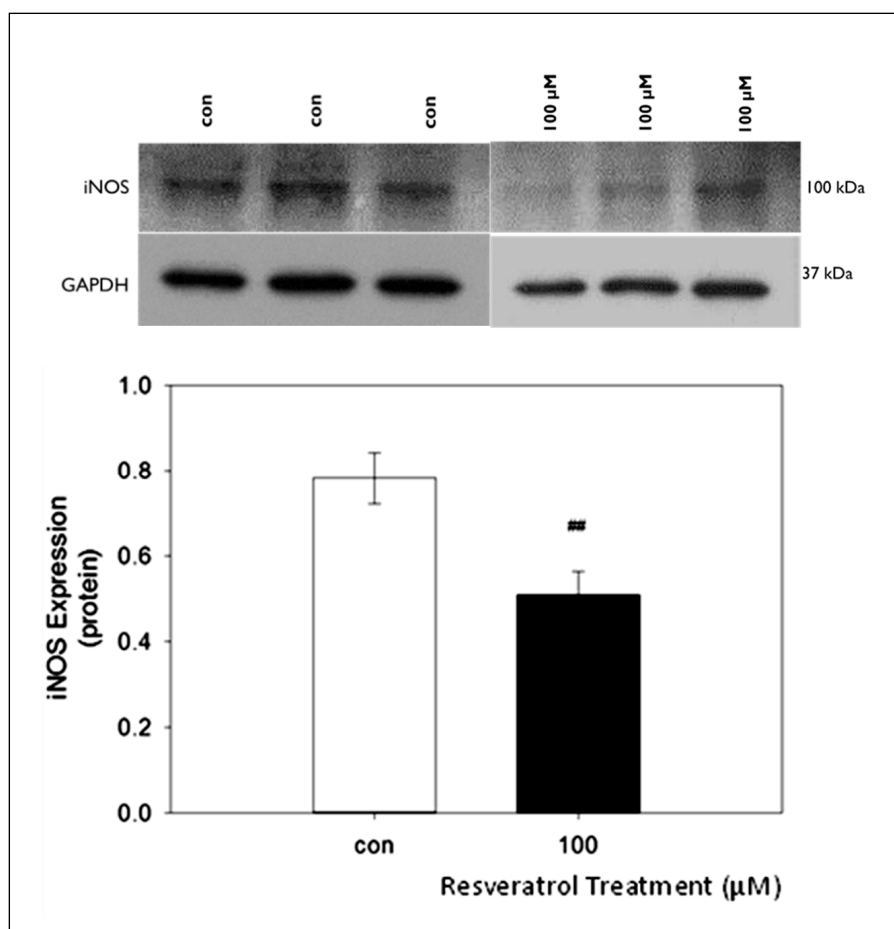 con con con 100 µM 100 µM 100 µM
iNOS 100 kDa
GAPDH 37 kDa
1.0
0.8
0.6
0.4
0.2
0.0
iNOS Expression
(protein)
##
con 100
Resveratrol Treatment (µM)